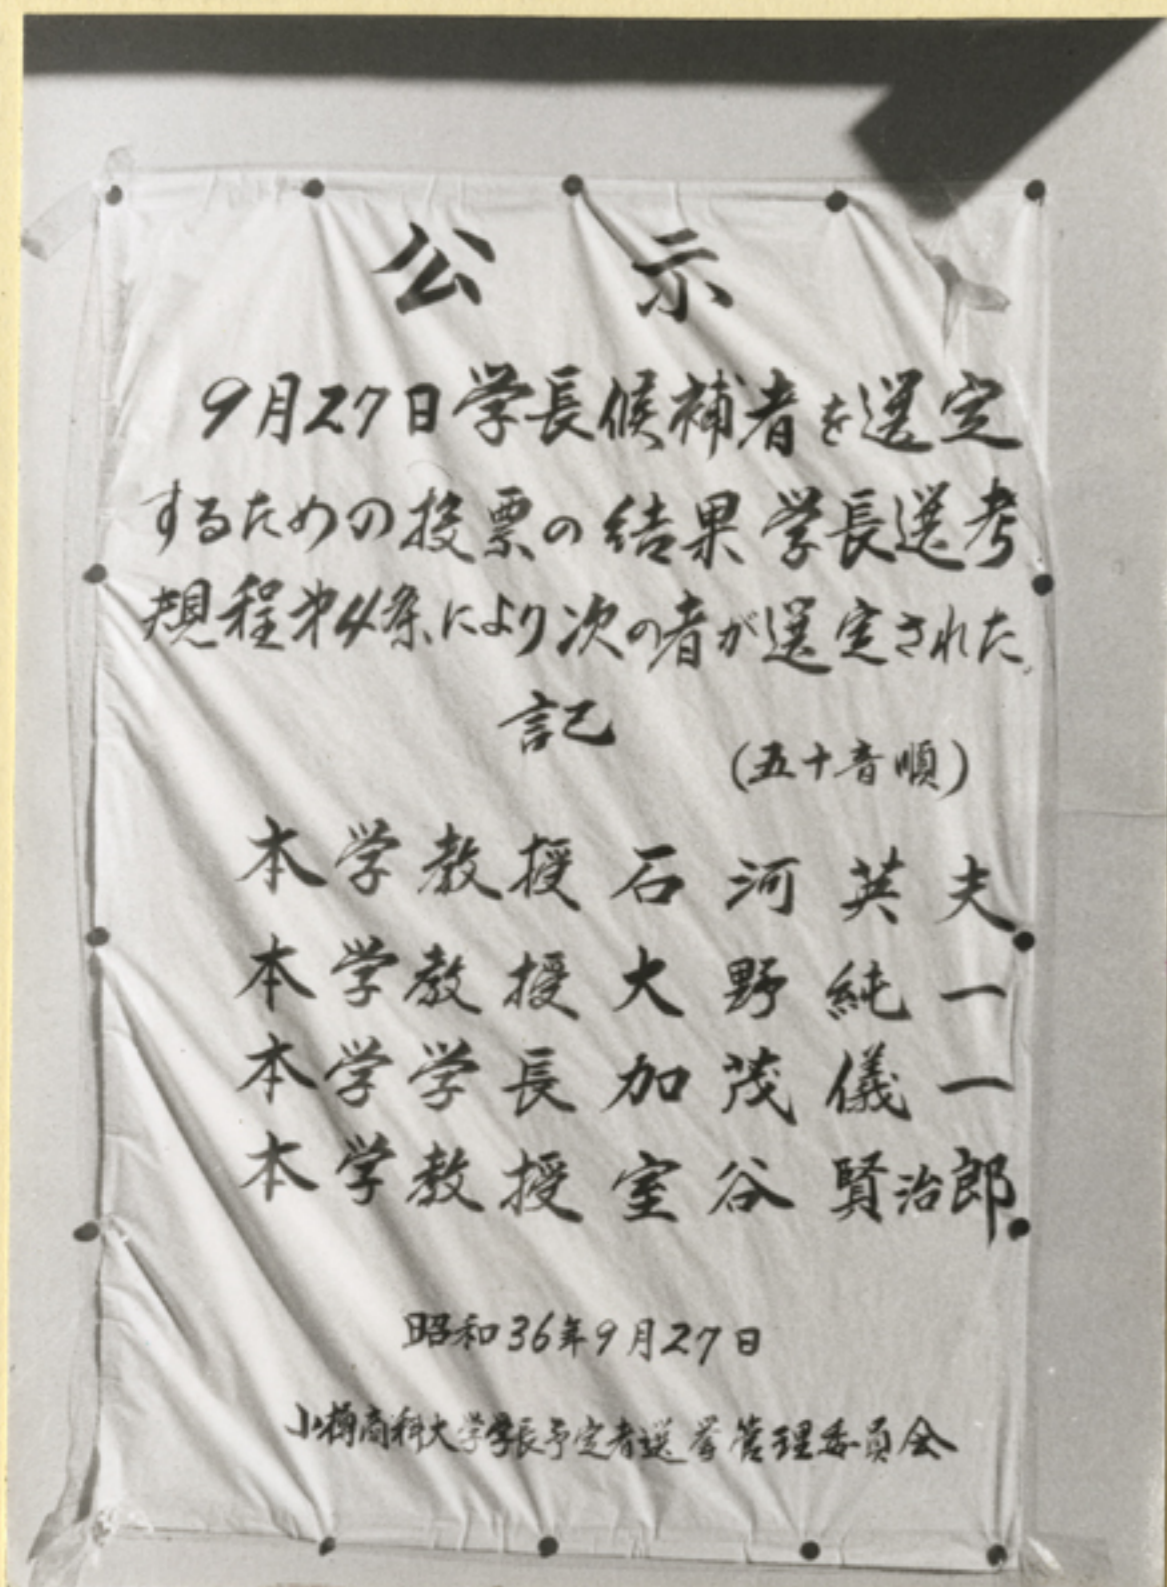 公示
9月27日学長候補者を選定
するための投票の結果学長選考
規程第4条により次の者が選定された。
記
(五十音順)
本学教授 石河英夫
本学教授 大野純一
本学学長 加茂儀一
本学教授 室谷賢治郎
昭和36年9月27日
小樽商科大学学長予定者選挙管理委員会